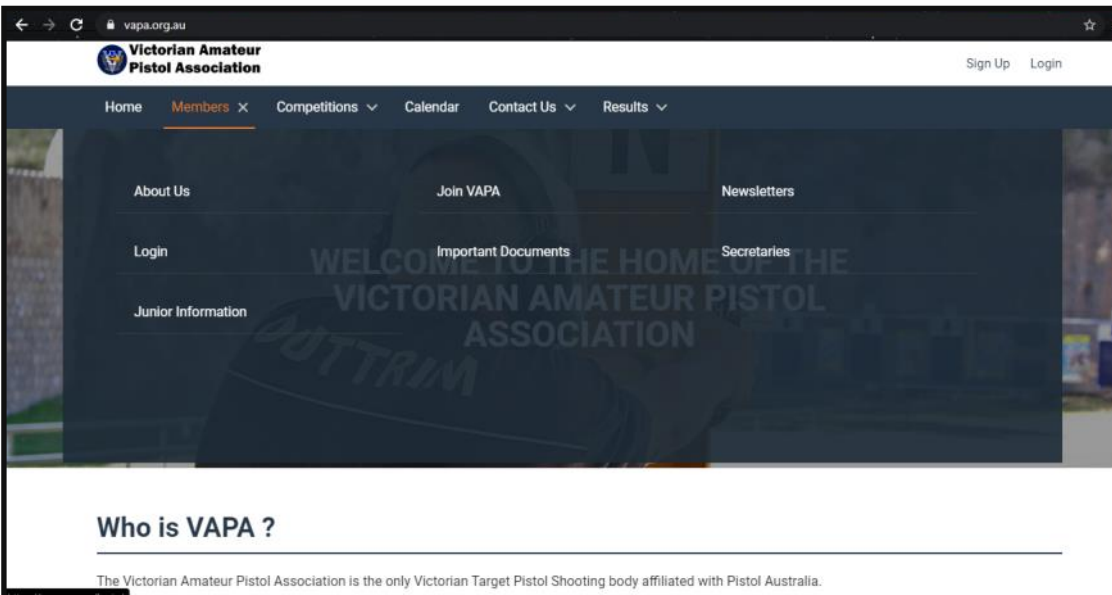 vapa.org.au
Victorian Amateur
Pistol Association
Sign Up Login
Home Members Competitions Calendar Contact Us Results
About Us Join VAPA Newsletters
Login Important Documents Secretaries
Junior Information
WELCOME TO THE HOME OF THE
VICTORIAN AMATEUR PISTOL
ASSOCIATION
DOTTRIM
Who is VAPA ?
The Victorian Amateur Pistol Association is the only Victorian Target Pistol Shooting body affiliated with Pistol Australia.